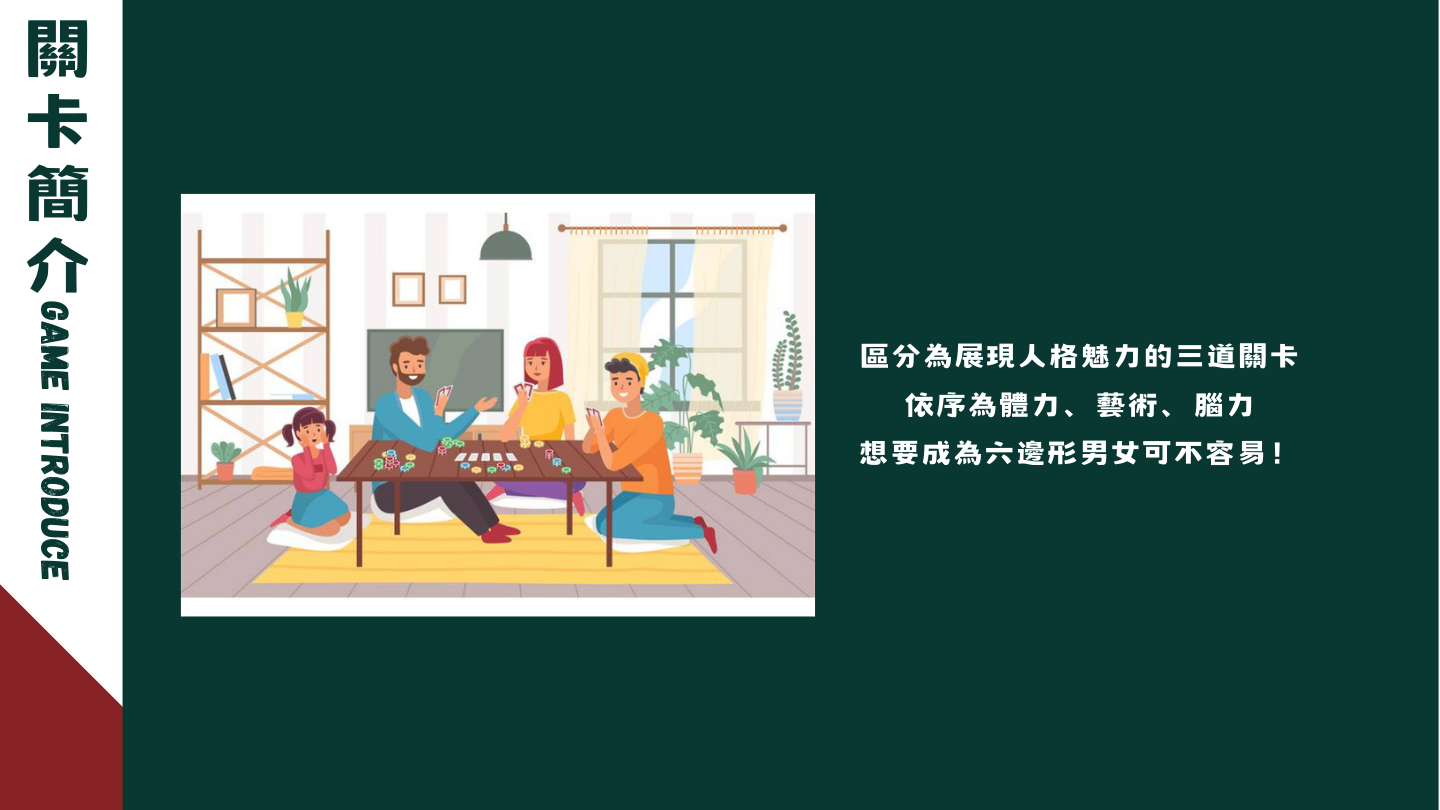 關卡簡介
GAME INTRODUCE
區分為展現人格魅力的三道關卡
依序為體力、藝術、腦力
想要成為六邊形男女可不容易！